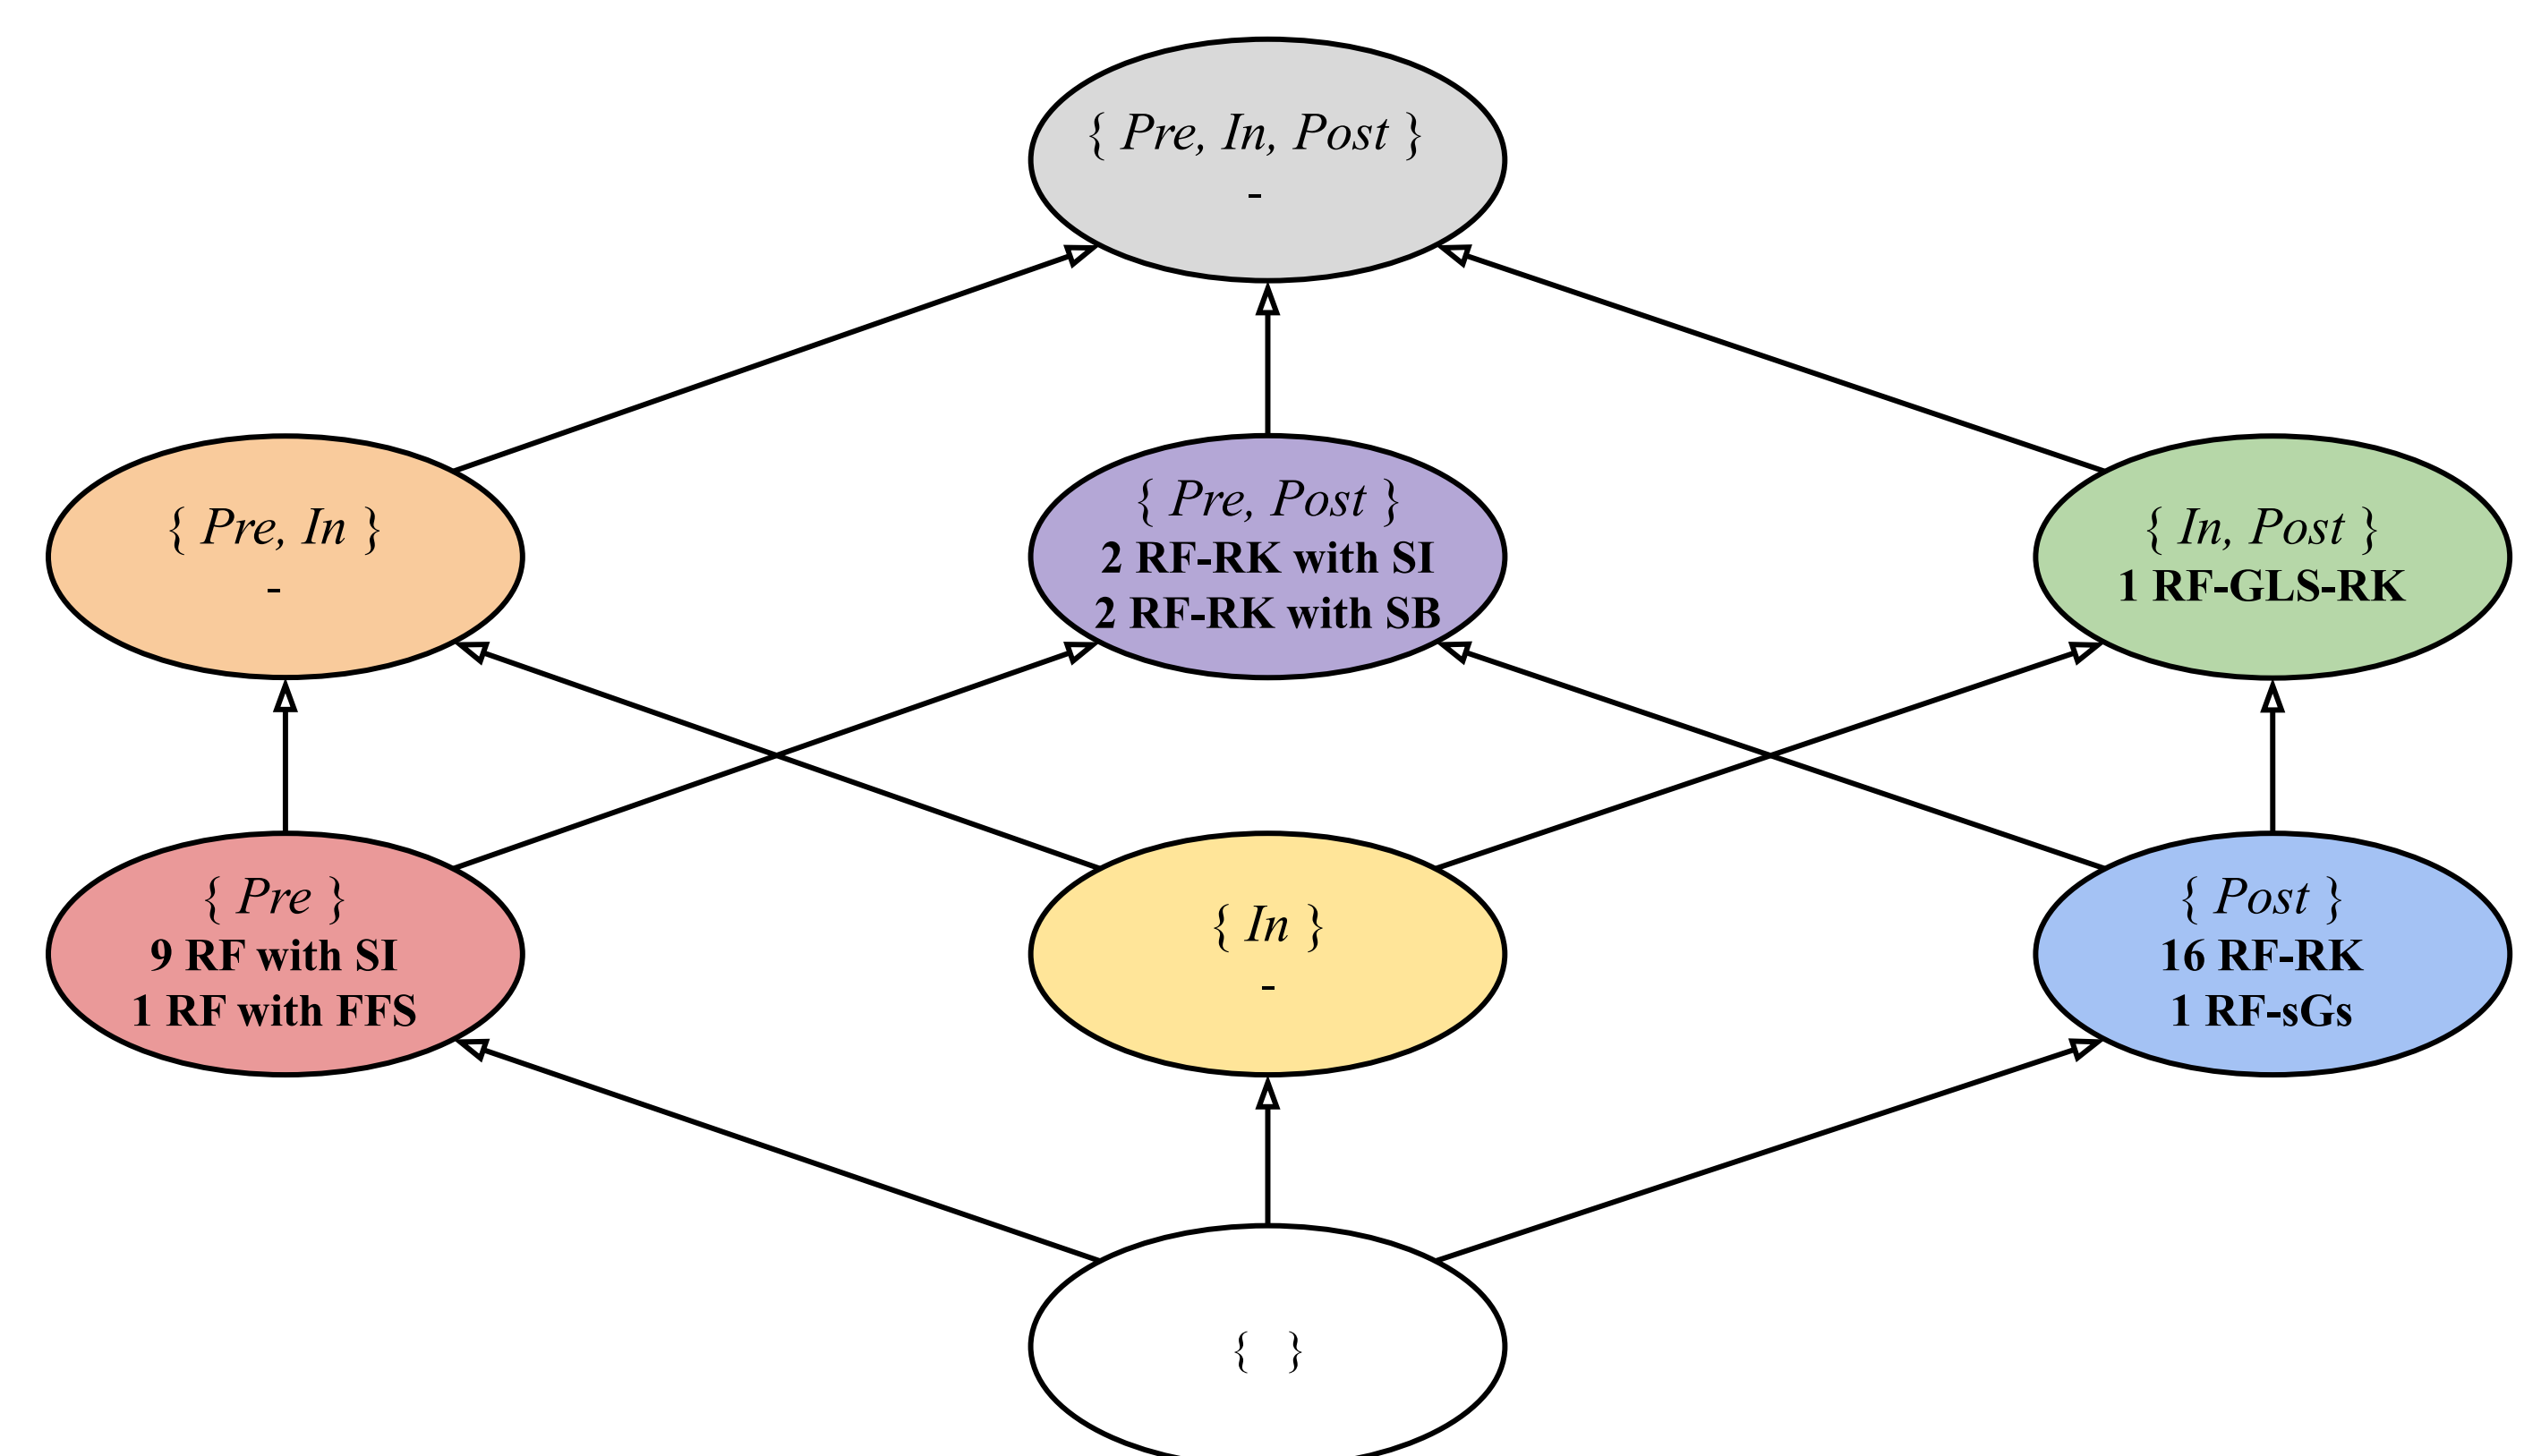 { Pre, In, Post }
-
{ Pre, In }
-
{ Pre, Post }
2 RF-RK with SI
2 RF-RK with SB
{ In, Post }
1 RF-GLS-RK
{ Pre }
9 RF with SI
1 RF with FFS
{ In }
-
{ Post }
16 RF-RK
1 RF-sGs
{ }